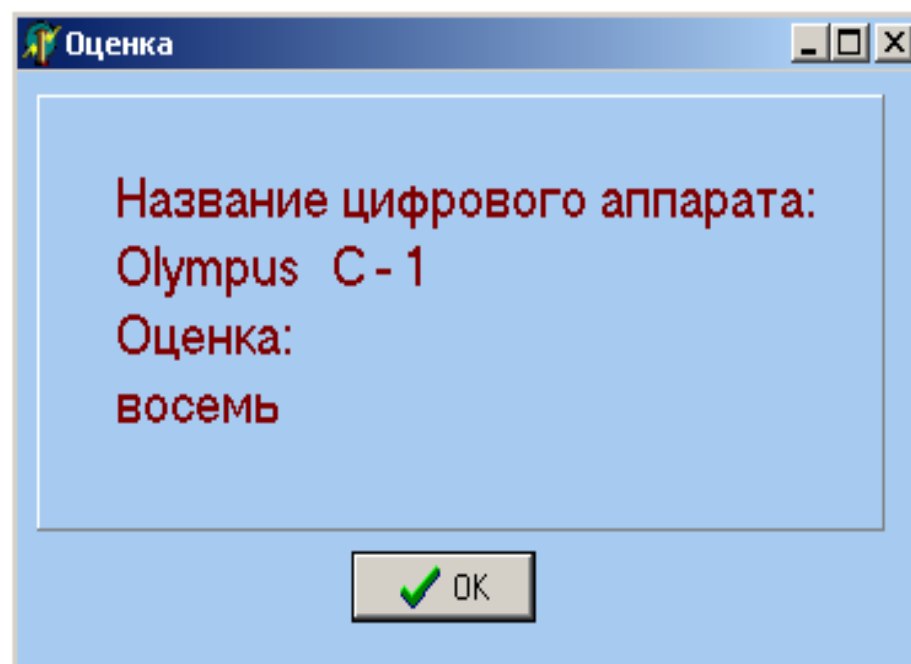 Оценка
Название цифрового аппарата:
Olympus C - 1
Оценка:
восемь
OK